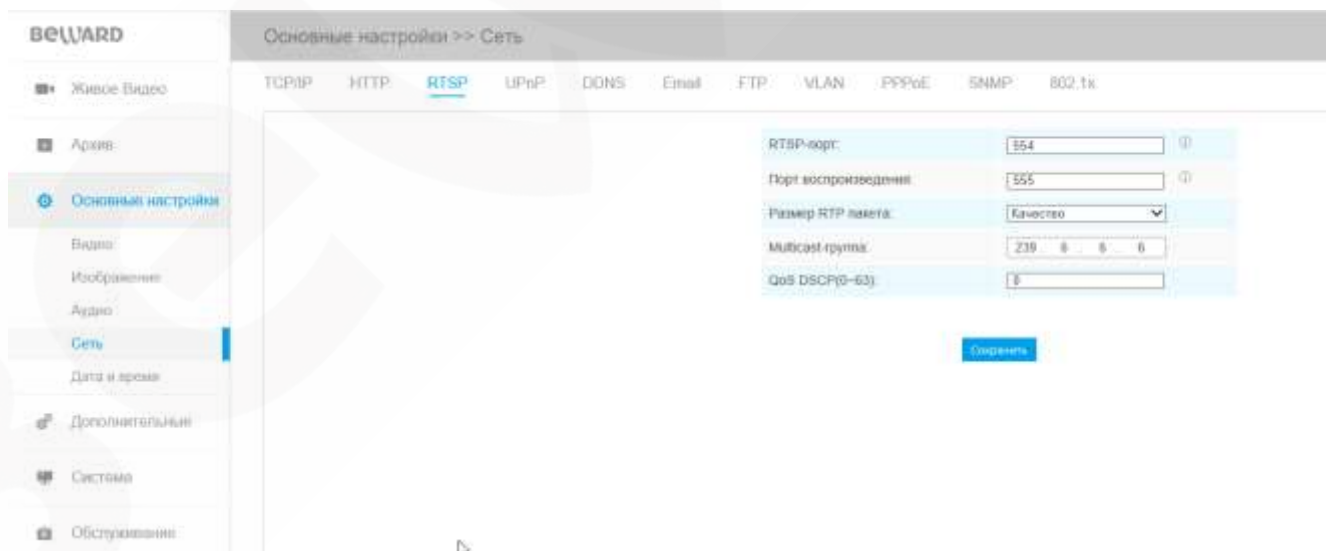 BEWARD
Основные настройки >> Сеть
Живое Видео
Архив
Основные настройки
Видео
Изображение
Аудио
Сеть
Дата и время
Дополнительные
Система
Обслуживание
TCP/IP HTTP RTSP UPnP DDNS Email FTP VLAN PPPoE SNMP 802.1x
RTSP-порт: 554
Порт воспроизведения: 555
Размер RTP пакета: Качество
Multicast-группа: 239 . 6 . 6 . 6
QoS DSCP(0~63): 0
Сохранить